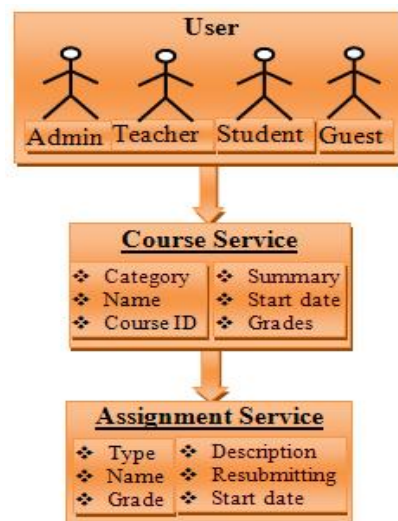 User
Admin Teacher Student Guest
Course Service
❖ Category ❖ Summary
❖ Name ❖ Start date
❖ Course ID ❖ Grades
Assignment Service
❖ Type ❖ Description
❖ Name ❖ Resubmitting
❖ Grade ❖ Start date